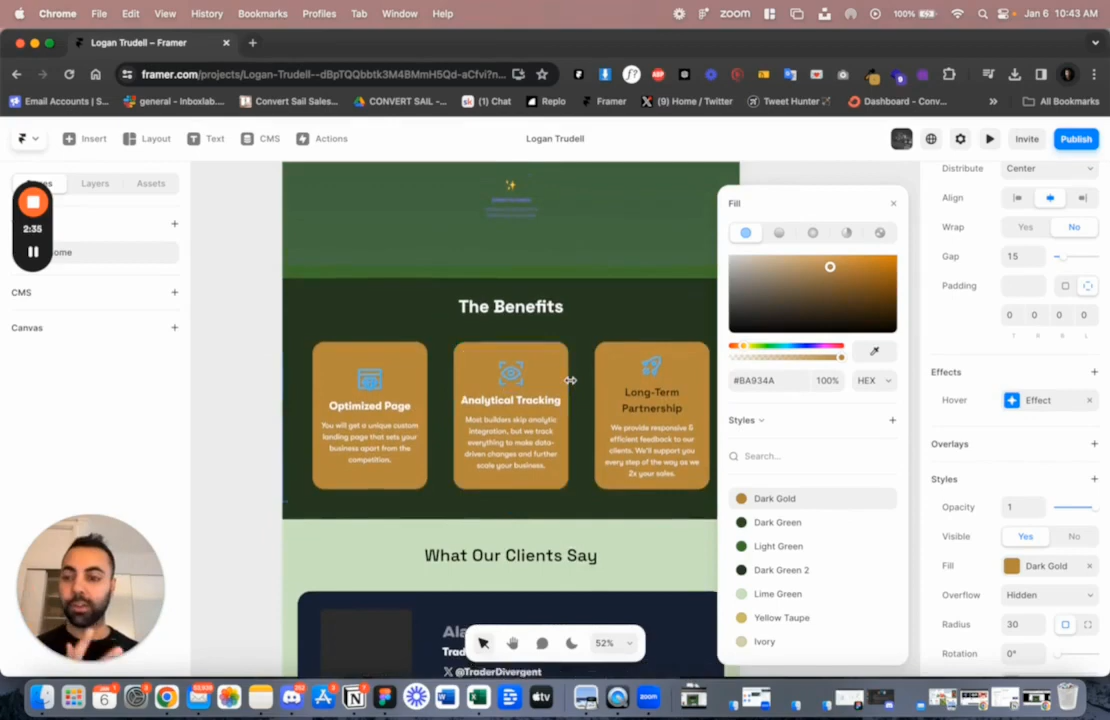 Chrome File Edit View History Bookmarks Profiles Tab Window Help zoom 100% Jan 6 10:43 AM
Logan Trudell – Framer
framer.com/projects/Logan-Trudell--dBpTQQbbtk3M4BMmH5Qd-aCfvi?n...
Email Accounts | S... general - Inboxlab... Convert Sail Sales... CONVERT SAIL -... (1) Chat Replo Framer (9) Home / Twitter Tweet Hunter Dashboard - Conv... » All Bookmarks
Insert Layout Text CMS Actions Logan Trudell Invite Publish
Layers Assets
2:35
ome
CMS
Canvas
The Benefits
Optimized Page
You will get a unique custom
landing page that sets your
business apart from the
competition.
Analytical Tracking
Most builders skip analytic
integration, but we track
everything to make data-
driven changes and further
scale your business.
Long-Term
Partnership
We provide responsive &
efficient feedback to our
clients. We'll support you
every step of the way as we
2x your sales.
What Our Clients Say
Ala
Trad
@TraderDivergent
52%
Fill
#BA934A 100% HEX
Styles
Search...
Dark Gold
Dark Green
Light Green
Dark Green 2
Lime Green
Yellow Taupe
Ivory
Distribute Center
Align
Wrap Yes No
Gap 15
Padding
0 0 0 0
T R B L
Effects
Hover Effect
Overlays
Styles
Opacity 1
Visible Yes No
Fill Dark Gold
Overflow Hidden
Radius 30
Rotation 0°
zoom